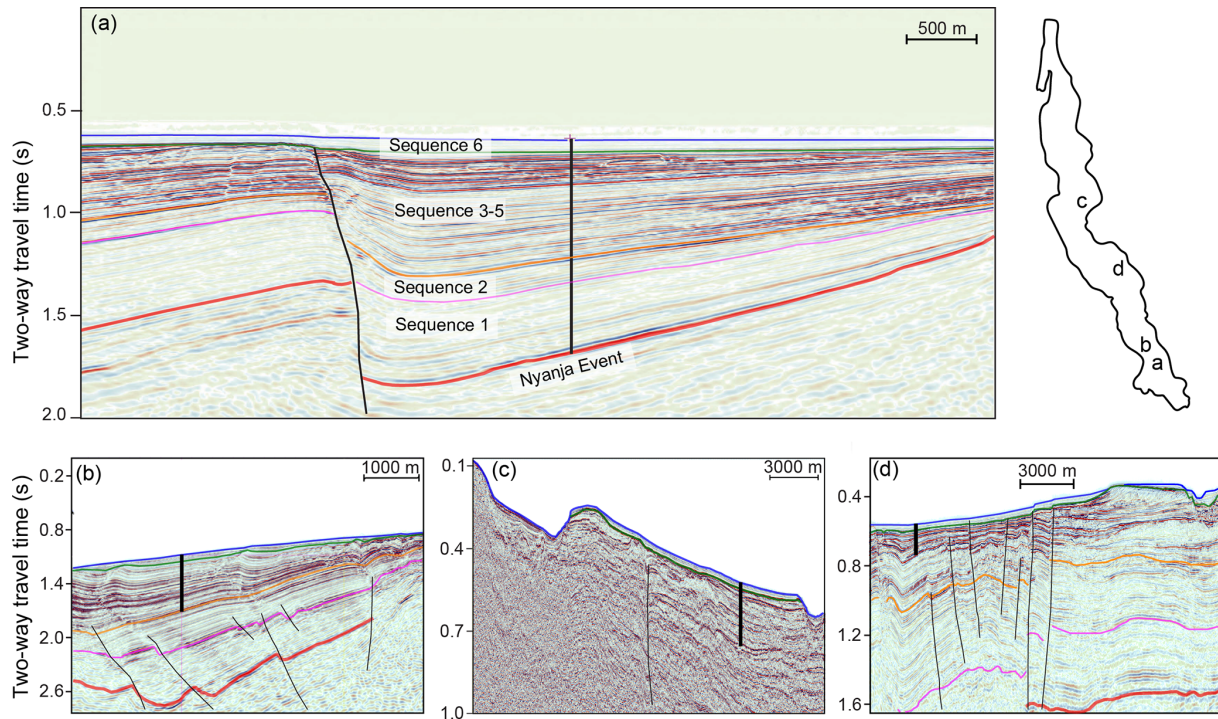 (a)
500 m
Two-way travel time (s)
0.5
1.0
1.5
2.0
Sequence 6
Sequence 3-5
Sequence 2
Sequence 1
Nyanja Event
c
d
b
a
(b)
1000 m
Two-way travel time (s)
0.2
0.8
1.4
2.0
2.6
(c)
3000 m
0.1
0.4
0.7
1.0
(d)
3000 m
0.4
0.8
1.2
1.6